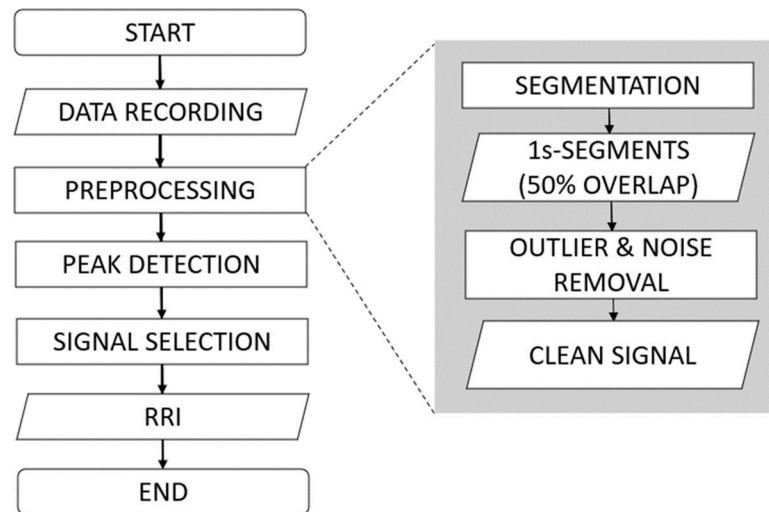 START
DATA RECORDING
PREPROCESSING
PEAK DETECTION
SIGNAL SELECTION
RRI
END
SEGMENTATION
1s-SEGMENTS
(50% OVERLAP)
OUTLIER & NOISE
REMOVAL
CLEAN SIGNAL